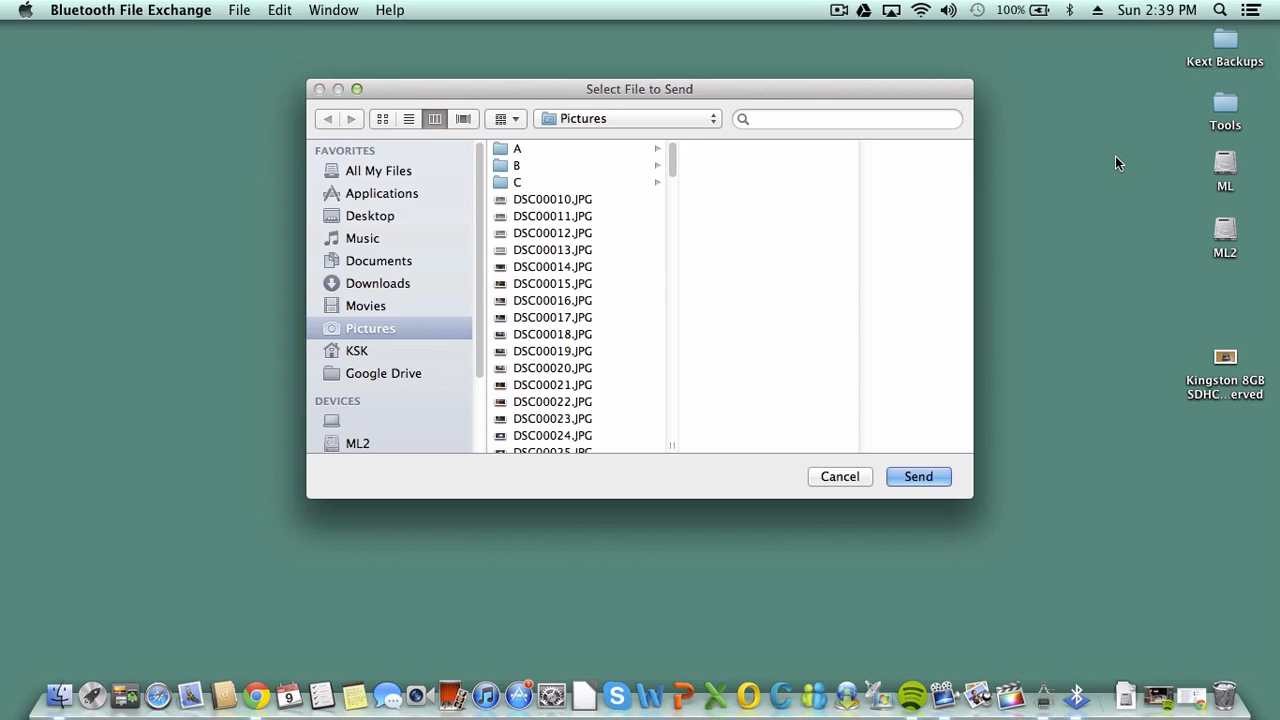 Bluetooth File Exchange File Edit Window Help 100% Sun 2:39 PM
Kext Backups
Tools
ML
ML2
Kingston 8GB
SDHC...erved
Select File to Send
Pictures
FAVORITES
All My Files
Applications
Desktop
Music
Documents
Downloads
Movies
Pictures
KSK
Google Drive
DEVICES
ML2
A
B
C
DSC00010.JPG
DSC00011.JPG
DSC00012.JPG
DSC00013.JPG
DSC00014.JPG
DSC00015.JPG
DSC00016.JPG
DSC00017.JPG
DSC00018.JPG
DSC00019.JPG
DSC00020.JPG
DSC00021.JPG
DSC00022.JPG
DSC00023.JPG
DSC00024.JPG
DSC00025.JPG
Cancel Send